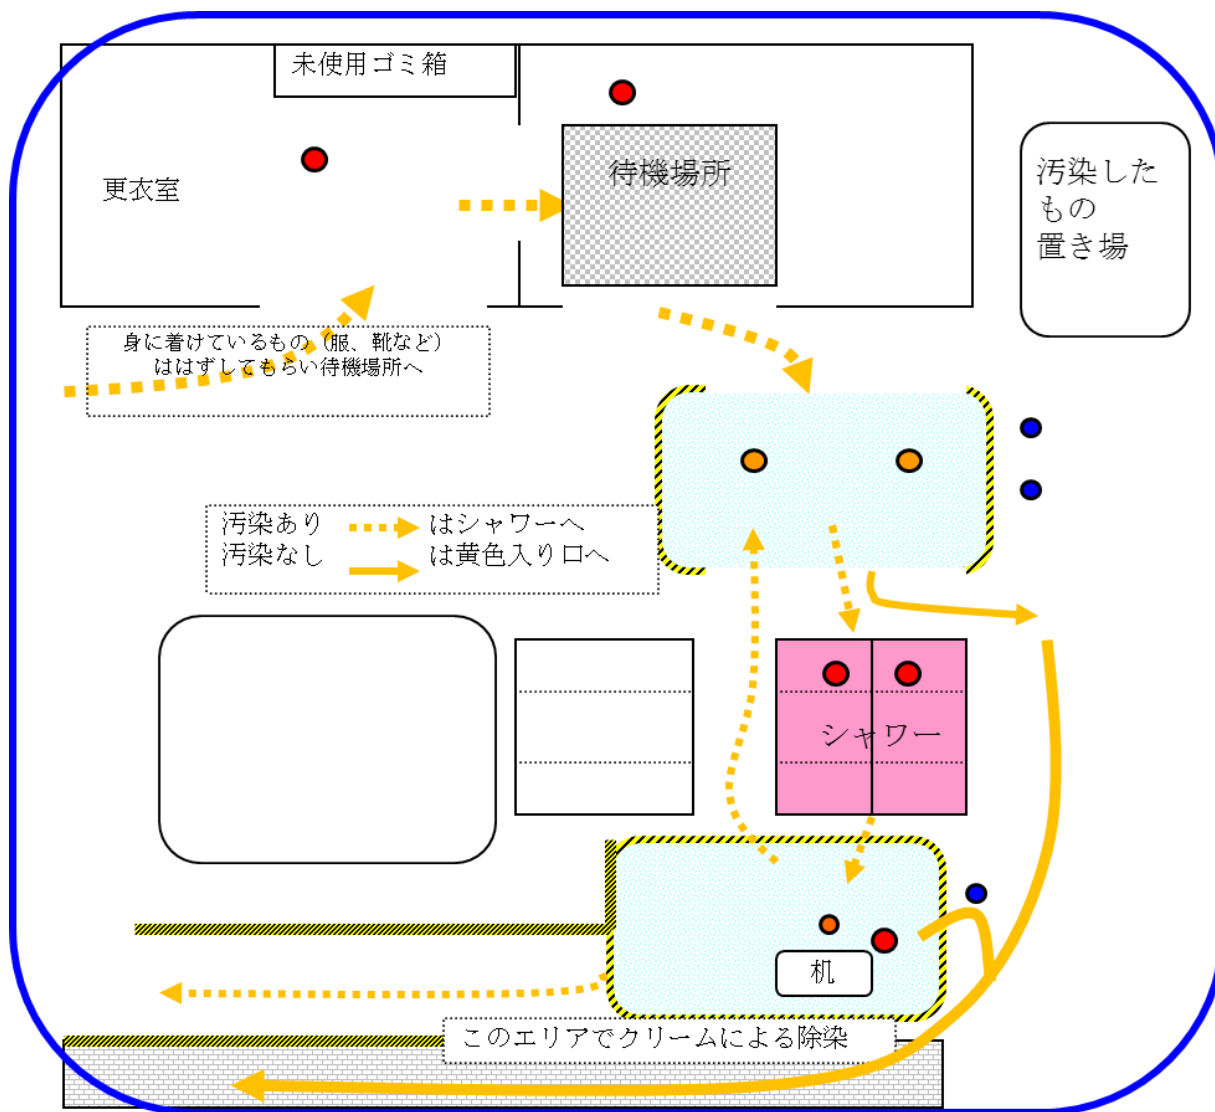 未使用ゴミ箱
待機場所
更衣室
汚染した
もの
置き場
身に着けているもの（服、靴など）
ははずしてもらい待機場所へ
汚染あり はシャワーへ
汚染なし は黄色入り口へ
シャワー
机
このエリアでクリームによる除染